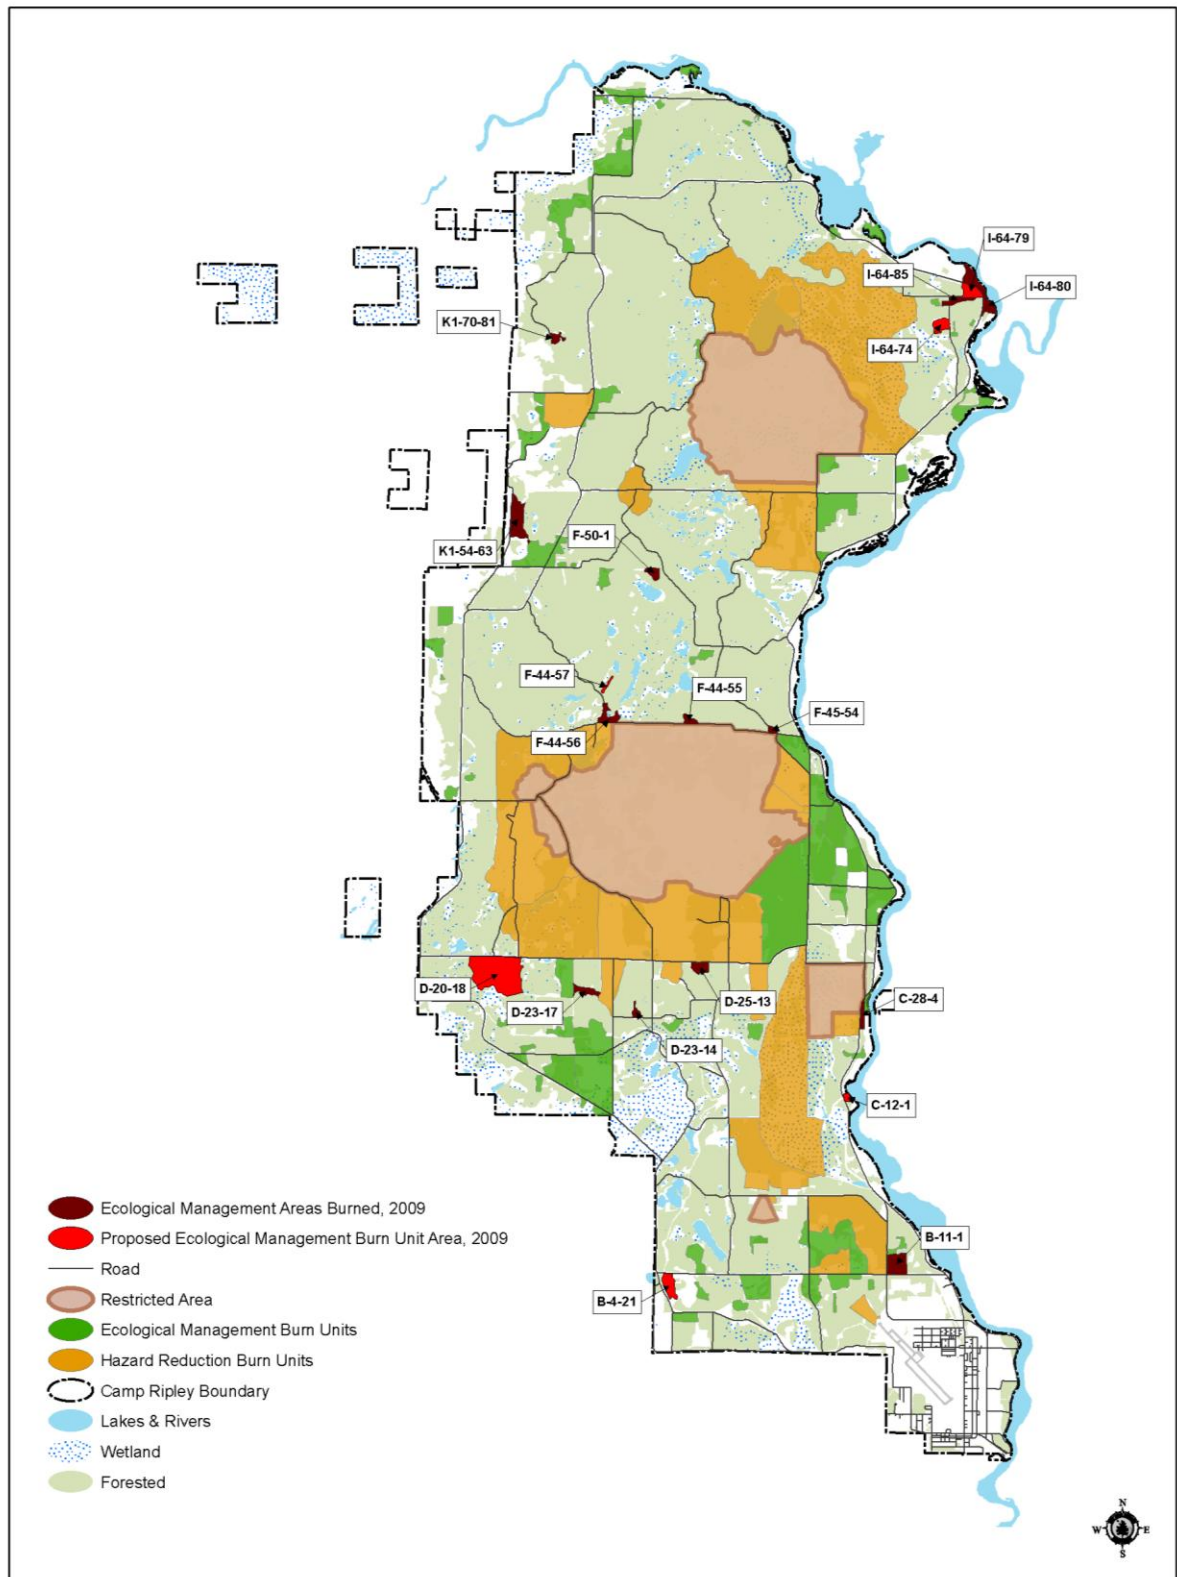 I-64-79
I-64-85
I-64-80
K1-70-81
I-64-74
F-50-1
K1-54-63
F-44-57
F-44-55
F-45-54
F-44-56
D-20-18
D-25-13
C-28-4
D-23-17
D-23-14
C-12-1
B-11-1
B-4-21
Ecological Management Areas Burned, 2009
Proposed Ecological Management Burn Unit Area, 2009
Road
Restricted Area
Ecological Management Burn Units
Hazard Reduction Burn Units
Camp Ripley Boundary
Lakes & Rivers
Wetland
Forested
N
W E
S